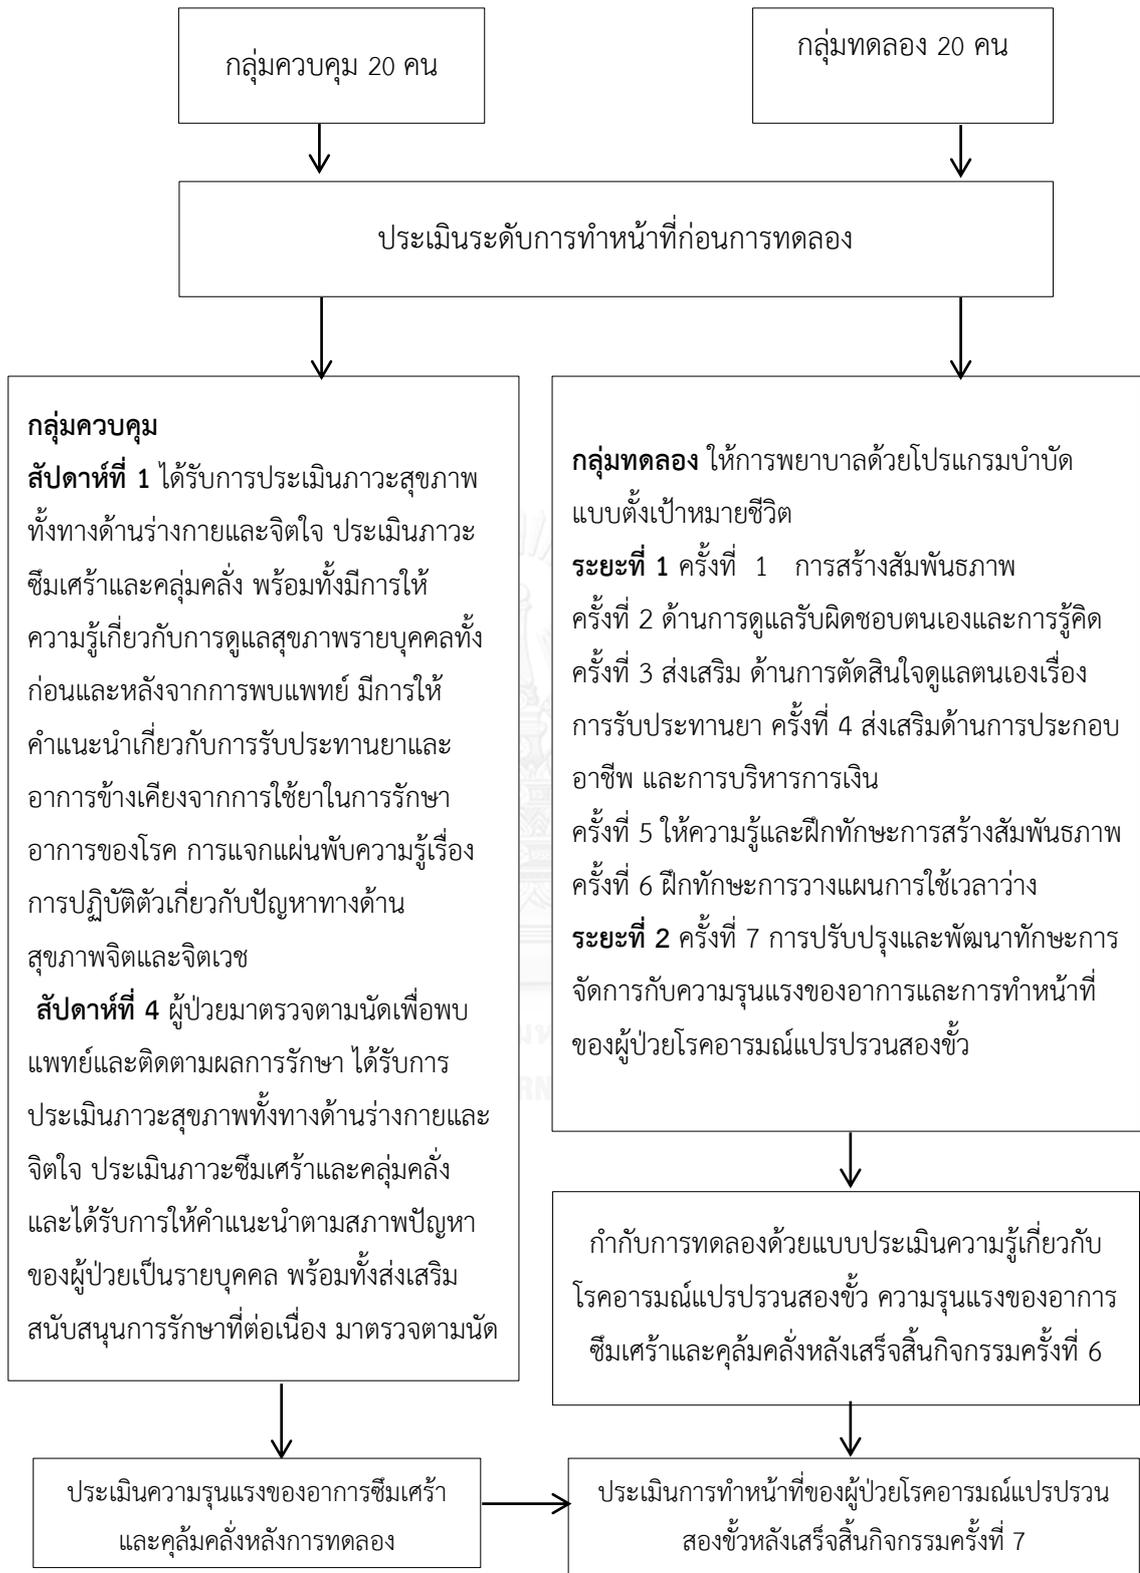 กลุ่มควบคุม 20 คน
กลุ่มทดลอง 20 คน
ประเมินระดับการทำหน้าที่ก่อนการทดลอง
กลุ่มควบคุม
สัปดาห์ที่ 1 ได้รับการประเมินภาวะสุขภาพ
ทั้งทางด้านร่างกายและจิตใจ ประเมินภาวะ
ซึมเศร้าและคลุ่มคลั่ง พร้อมทั้งมีการให้
ความรู้เกี่ยวกับการดูแลสุขภาพรายบุคคลทั้ง
ก่อนและหลังจากการพบแพทย์ มีการให้
คำแนะนำเกี่ยวกับการรับประทานยาและ
อาการข้างเคียงจากการใช้ยาในการรักษา
อาการของโรค การแจกแผ่นพับความรู้เรื่อง
การปฏิบัติตัวเกี่ยวกับปัญหาทางด้าน
สุขภาพจิตและจิตเวช
สัปดาห์ที่ 4 ผู้ป่วยมาตรวจตามนัดเพื่อพบ
แพทย์และติดตามผลการรักษา ได้รับการ
ประเมินภาวะสุขภาพทั้งทางด้านร่างกายและ
จิตใจ ประเมินภาวะซึมเศร้าและคลุ่มคลั่ง
และได้รับการให้คำแนะนำตามสภาพปัญหา
ของผู้ป่วยเป็นรายบุคคล พร้อมทั้งส่งเสริม
สนับสนุนการรักษาที่ต่อเนื่อง มาตรวจตามนัด
กลุ่มทดลอง ให้การพยาบาลด้วยโปรแกรมบำบัด
แบบตั้งเป้าหมายชีวิต
ระยะที่ 1 ครั้งที่ 1 การสร้างสัมพันธภาพ
ครั้งที่ 2 ด้านการดูแลรับผิดชอบตนเองและการรู้คิด
ครั้งที่ 3 ส่งเสริม ด้านการตัดสินใจดูแลตนเองเรื่อง
การรับประทานยา ครั้งที่ 4 ส่งเสริมด้านการประกอบ
อาชีพ และการบริหารการเงิน
ครั้งที่ 5 ให้ความรู้และฝึกทักษะการสร้างสัมพันธภาพ
ครั้งที่ 6 ฝึกทักษะการวางแผนการใช้เวลาว่าง
ระยะที่ 2 ครั้งที่ 7 การปรับปรุงและพัฒนาทักษะการ
จัดการกับความรุนแรงของอาการและการทำหน้าที่
ของผู้ป่วยโรคอารมณ์แปรปรวนสองขั้ว
กำกับการทดลองด้วยแบบประเมินความรู้เกี่ยวกับ
โรคอารมณ์แปรปรวนสองขั้ว ความรุนแรงของอาการ
ซึมเศร้าและคุล้มคลั่งหลังเสร็จสิ้นกิจกรรมครั้งที่ 6
ประเมินความรุนแรงของอาการซึมเศร้า
และคุล้มคลั่งหลังการทดลอง
ประเมินการทำหน้าที่ของผู้ป่วยโรคอารมณ์แปรปรวน
สองขั้วหลังเสร็จสิ้นกิจกรรมครั้งที่ 7